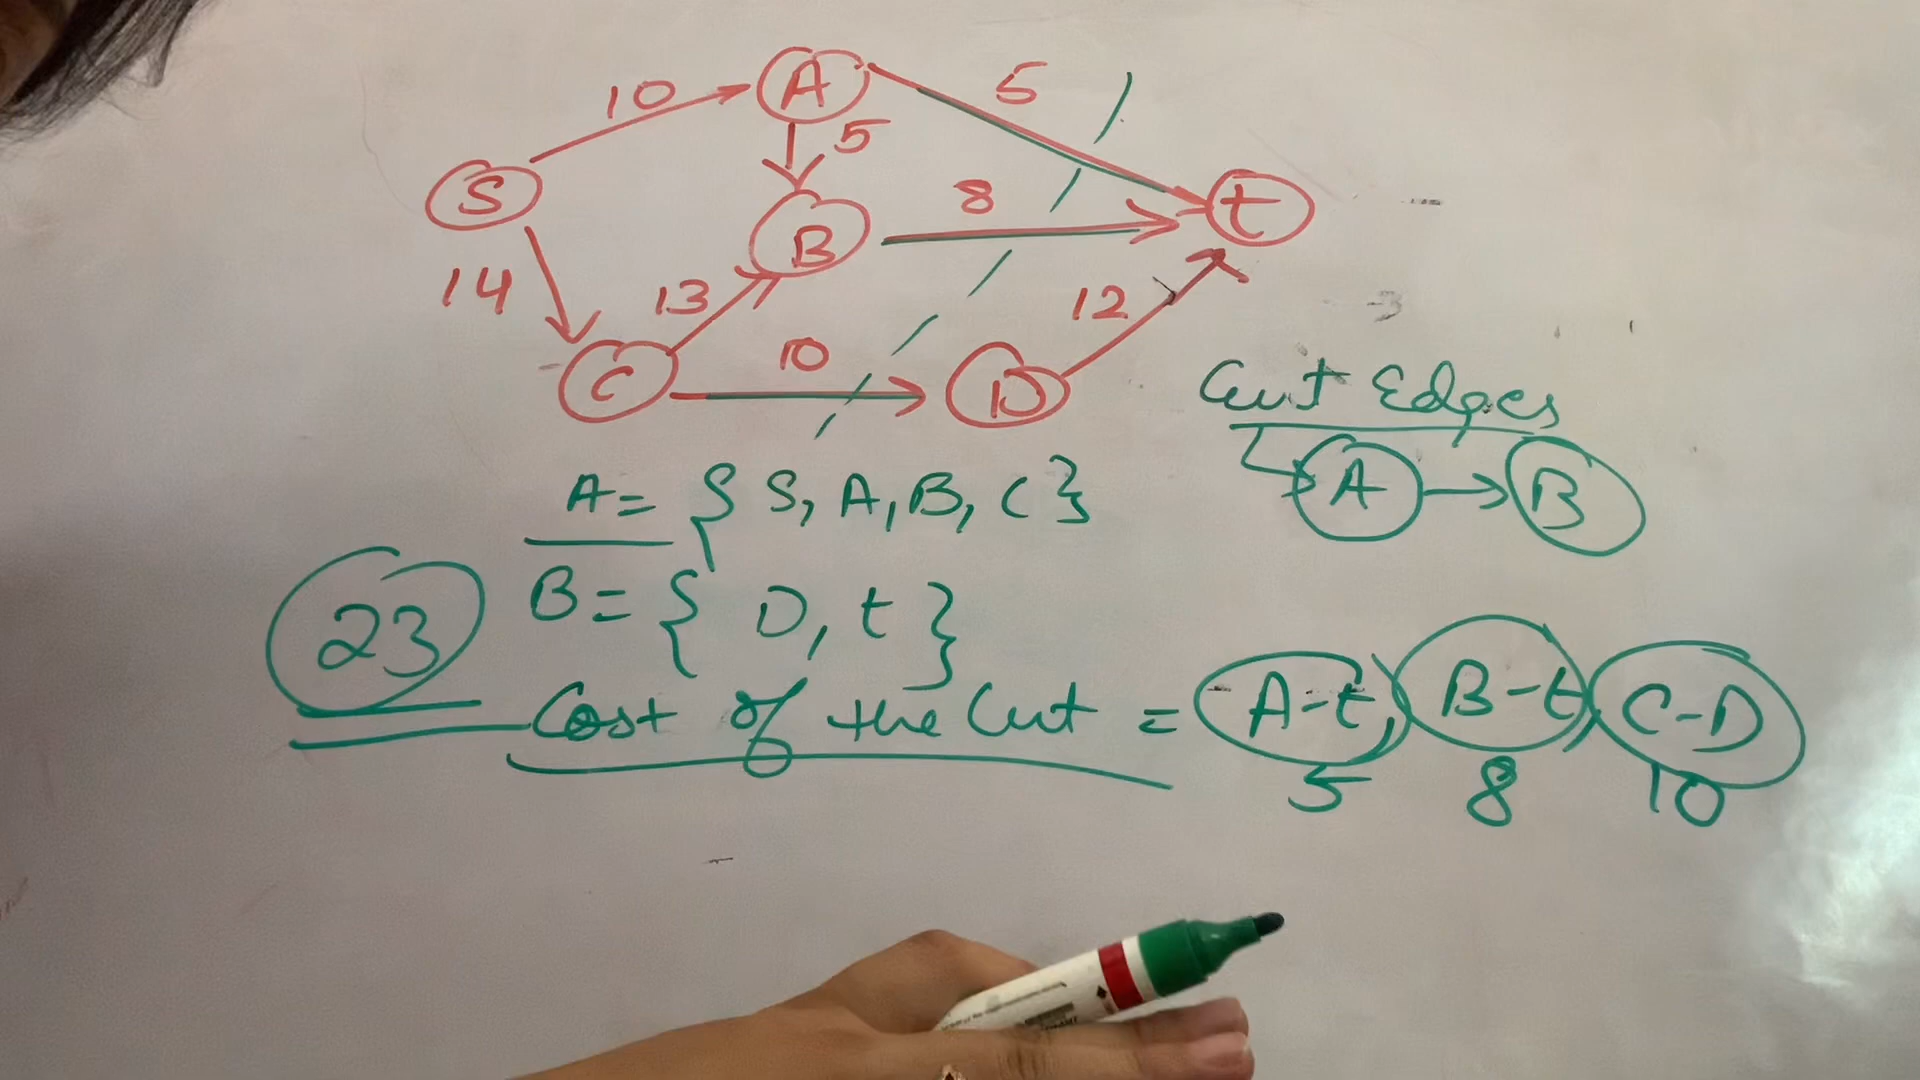 10
A
5
5
S
8
t
B
14
13
12
10
C
D
Cut Edges
A → B
A = { S, A, B, C }
B = { D, t }
23
Cost of the Cut = A-t, B-t, C-D
5 8 10